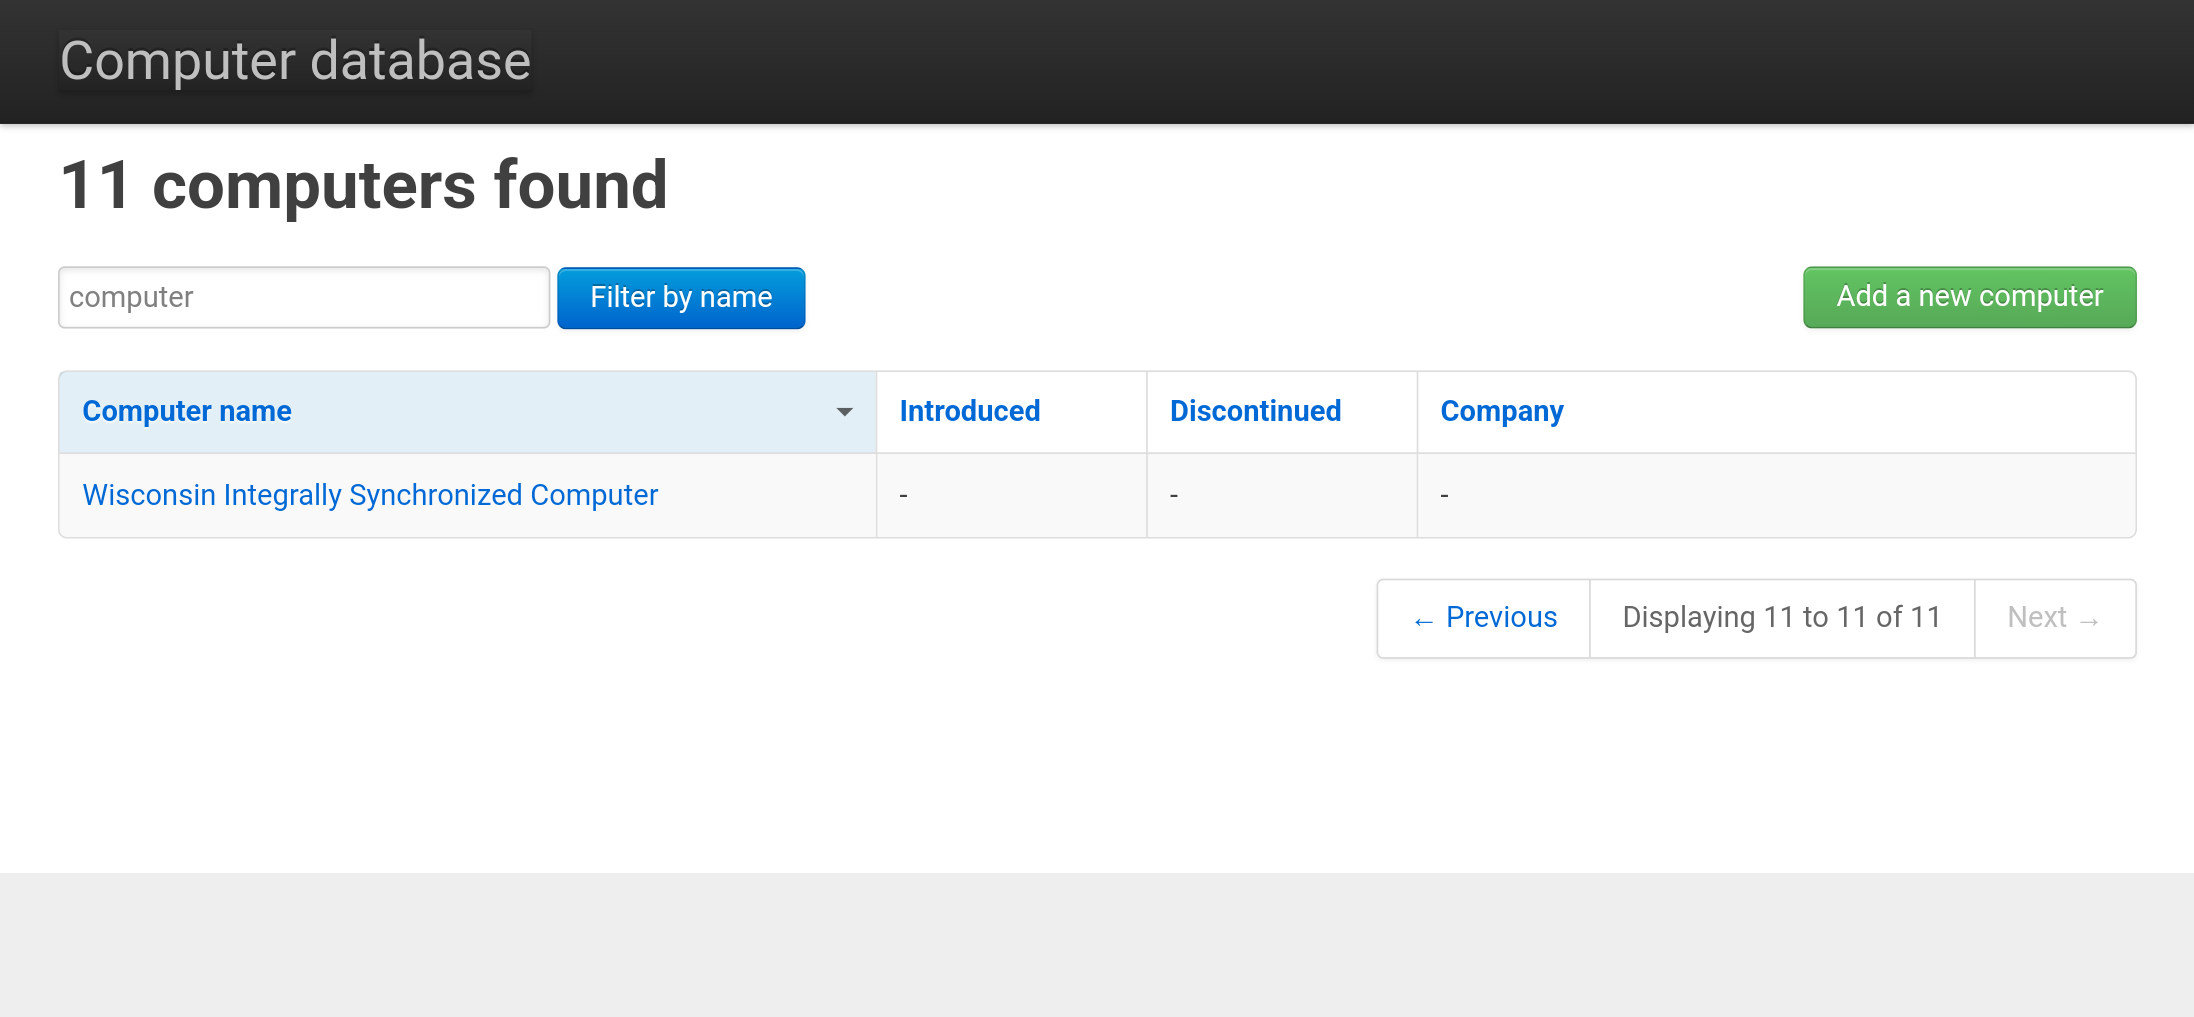 Computer database
11 computers found
computer Filter by name Add a new computer
Computer name Introduced Discontinued Company
Wisconsin Integrally Synchronized Computer - - -
← Previous Displaying 11 to 11 of 11 Next →